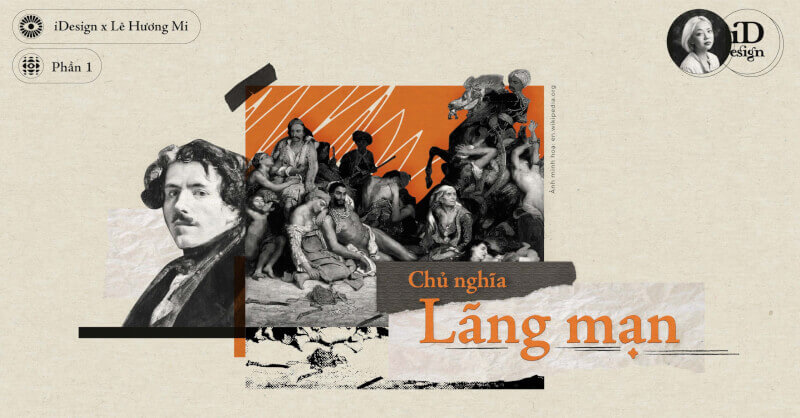 iDesign x Lê Hương Mi
Phần 1
iD
esign
Ảnh minh hoạ: en.wikipedia.org
Chủ nghĩa
Lãng mạn